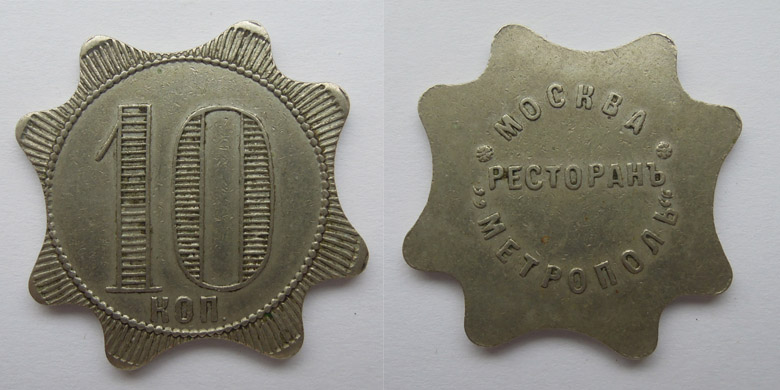 10
КОП.
МОСКВА
РЕСТОРАНЪ
„МЕТРОПОЛЬ“